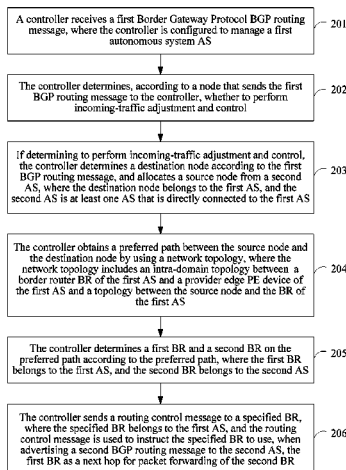 A controller receives a first Border Gateway Protocol BGP routing
message, where the controller is configured to manage a first
autonomous system AS
201
The controller determines, according to a node that sends the first
BGP routing message to the controller, whether to perform
incoming-traffic adjustment and control
202
If determining to perform incoming-traffic adjustment and control,
the controller determines a destination node according to the first
BGP routing message, and allocates a source node from a second
AS, where the destination node belongs to the first AS, and the
second AS is at least one AS that is directly connected to the first AS
203
The controller obtains a preferred path between the source node and
the destination node by using a network topology, where the
network topology includes an intra-domain topology between a
border router BR of the first AS and a provider edge PE device of
the first AS and a topology between the source node and the BR of
the first AS
204
The controller determines a first BR and a second BR on the
preferred path according to the preferred path, where the first BR
belongs to the first AS, and the second BR belongs to the second AS
205
The controller sends a routing control message to a specified BR,
where the specified BR belongs to the first AS, and the routing
control message is used to instruct the specified BR to use, when
advertising a second BGP routing message to the second AS, the
first BR as a next hop for packet forwarding of the second BR
206